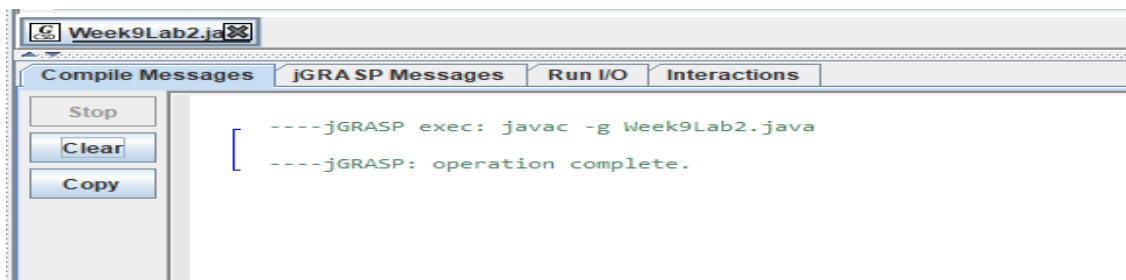 Week9Lab2.ja
Compile Messages jGRASP Messages Run I/O Interactions
Stop
Clear
Copy
----jGRASP exec: javac -g Week9Lab2.java
----jGRASP: operation complete.